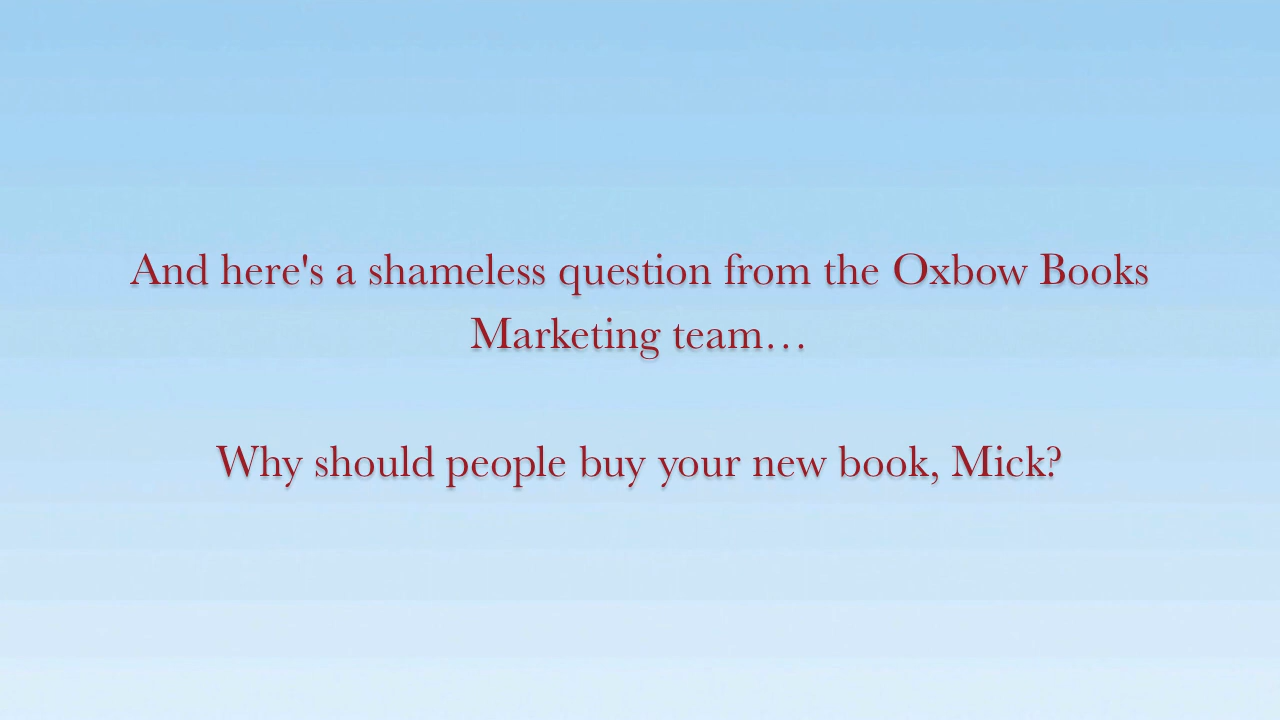 And here's a shameless question from the Oxbow Books
Marketing team…
Why should people buy your new book, Mick?